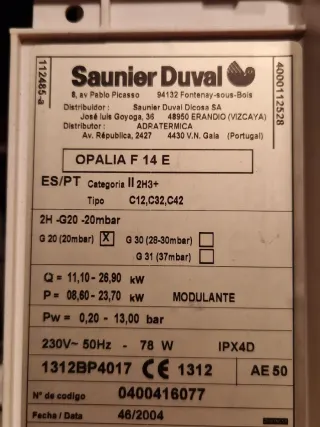 Saunier Duval
8, av Pablo Picasso 94132 Fontenay-sous-Bois
Distribuidor : Saunier Duval Dicosa SA
José luis Goyoga, 36 48950 ERANDIO (VIZCAYA)
Distributor : ADRATERMICA
Av. Républica, 2427 4430 V.N. Gaia (Portugal)
112485-a
4000112528
OPALIA F 14 E
ES/PT Categoria II 2H3+
Tipo C12,C32,C42
2H -G20 -20mbar
G 20 (20mbar) X G 30 (28-30mbar)
G 31 (37mbar)
Q = 11,10- 26,90 kW
P = 08,60 - 23,70 kW MODULANTE
Pw = 0,20 - 13,00 bar
230V~ 50Hz - 78 W IPX4D
1312BP4017 CE 1312 AE 50
Nº de codigo 0400416077
Fecha / Data 46/2004